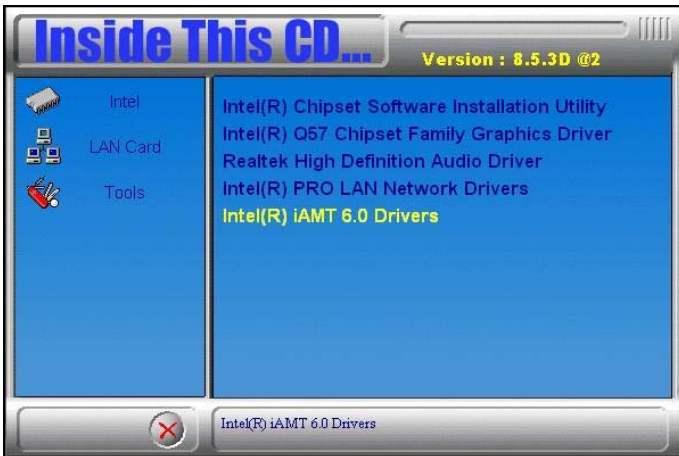 Inside This CD...
Version : 8.5.3D @2
Intel
LAN Card
Tools
Intel(R) Chipset Software Installation Utility
Intel(R) Q57 Chipset Family Graphics Driver
Realtek High Definition Audio Driver
Intel(R) PRO LAN Network Drivers
Intel(R) iAMT 6.0 Drivers
Intel(R) iAMT 6.0 Drivers